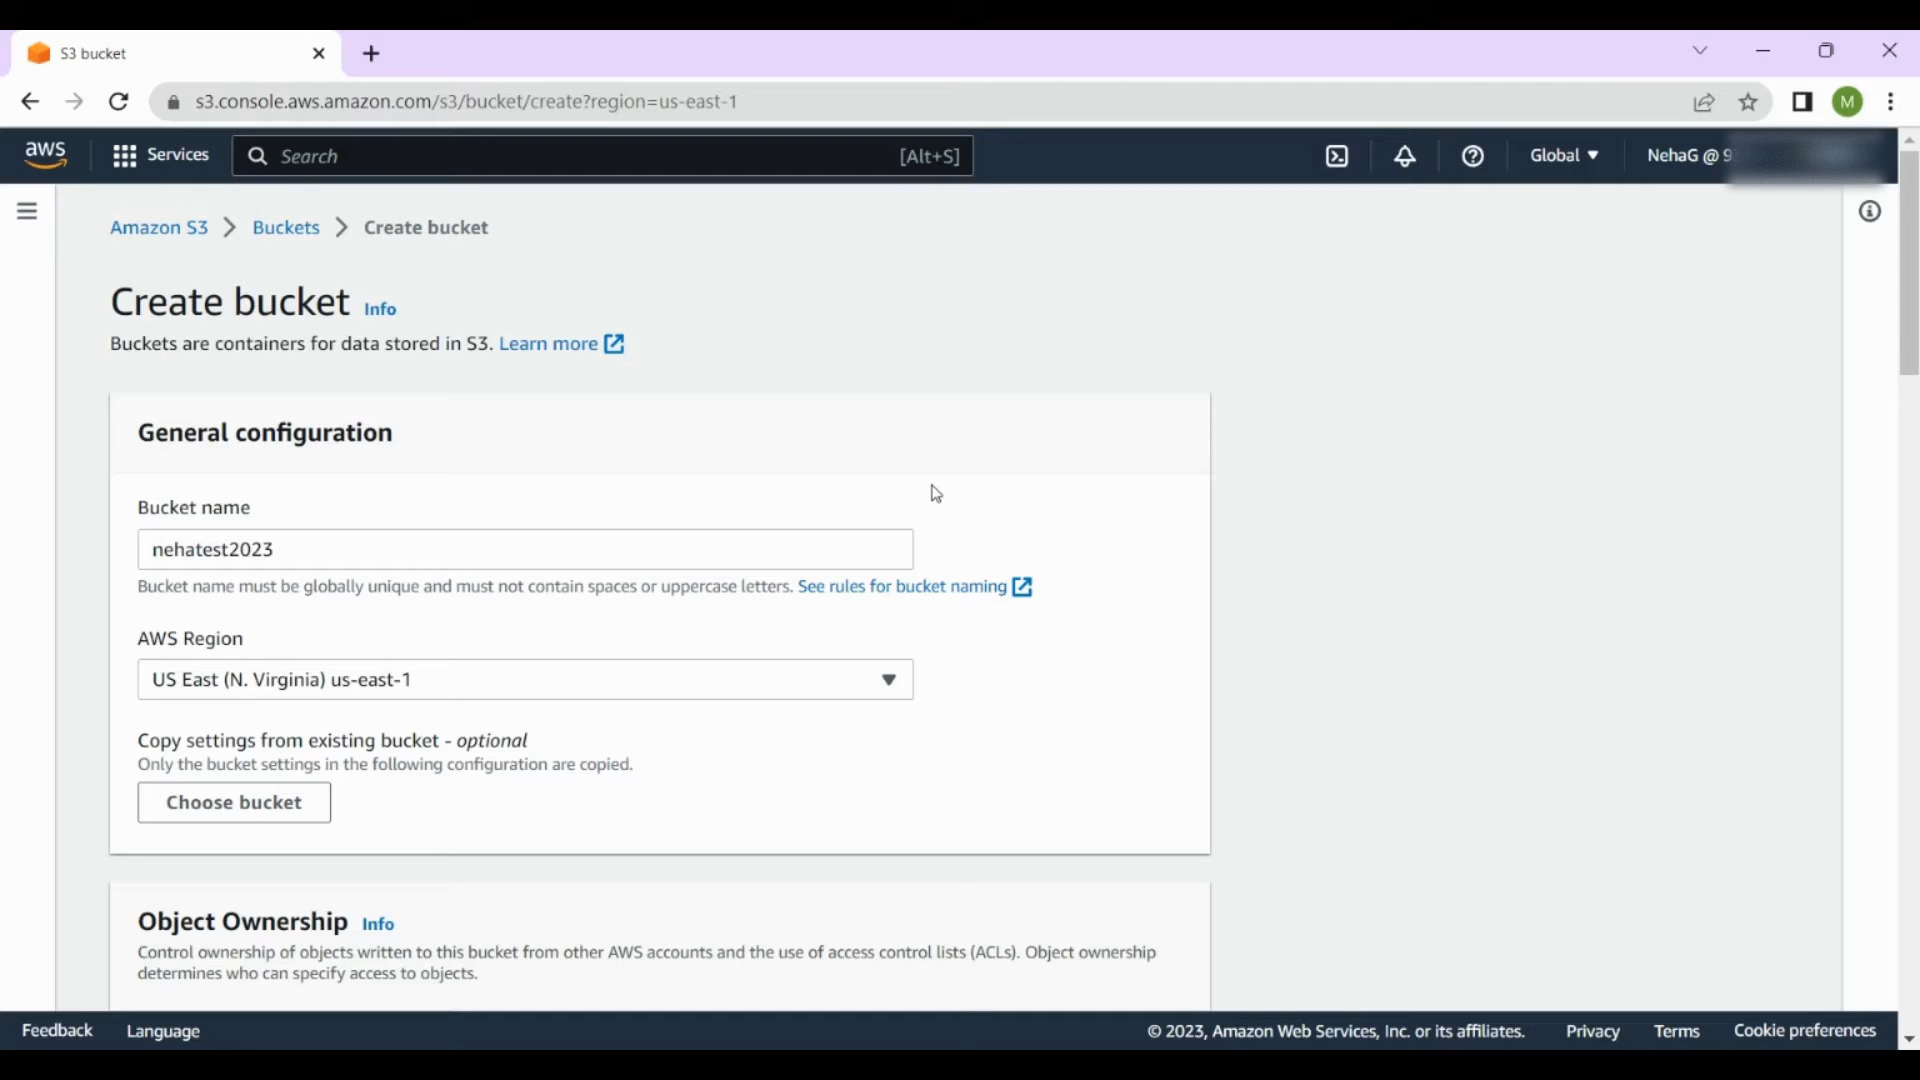 S3 bucket
s3.console.aws.amazon.com/s3/bucket/create?region=us-east-1
M
aws
Services
Search
[Alt+S]
Global
NehaG @ 9
Amazon S3 > Buckets > Create bucket
Create bucket Info
Buckets are containers for data stored in S3. Learn more
General configuration
Bucket name
nehatest2023
Bucket name must be globally unique and must not contain spaces or uppercase letters. See rules for bucket naming
AWS Region
US East (N. Virginia) us-east-1
Copy settings from existing bucket - optional
Only the bucket settings in the following configuration are copied.
Choose bucket
Object Ownership Info
Control ownership of objects written to this bucket from other AWS accounts and the use of access control lists (ACLs). Object ownership
determines who can specify access to objects.
Feedback
Language
© 2023, Amazon Web Services, Inc. or its affiliates.
Privacy
Terms
Cookie preferences